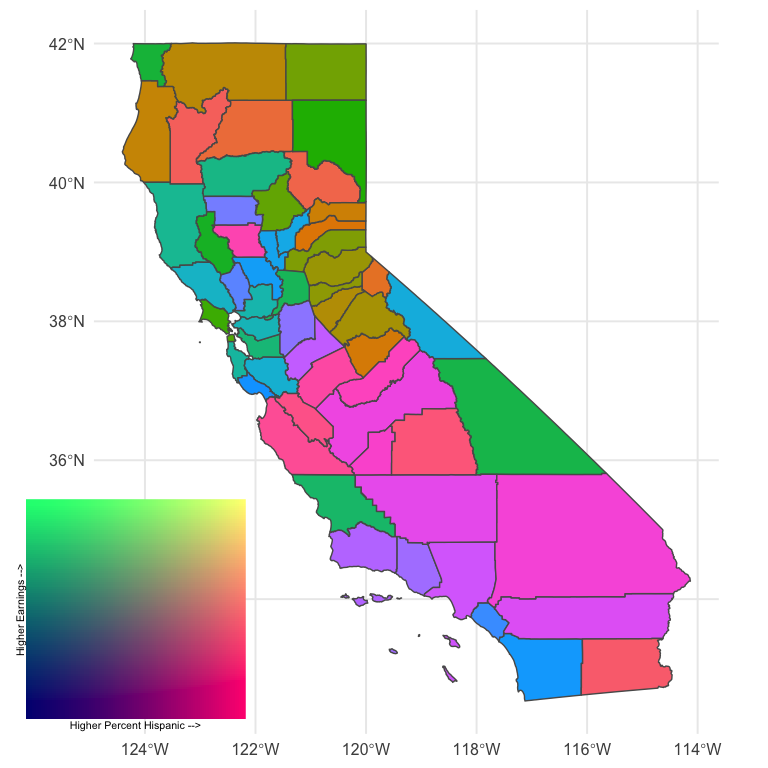 42°N
40°N
38°N
36°N
Higher Earnings -->
Higher Percent Hispanic -->
124°W 122°W 120°W 118°W 116°W 114°W